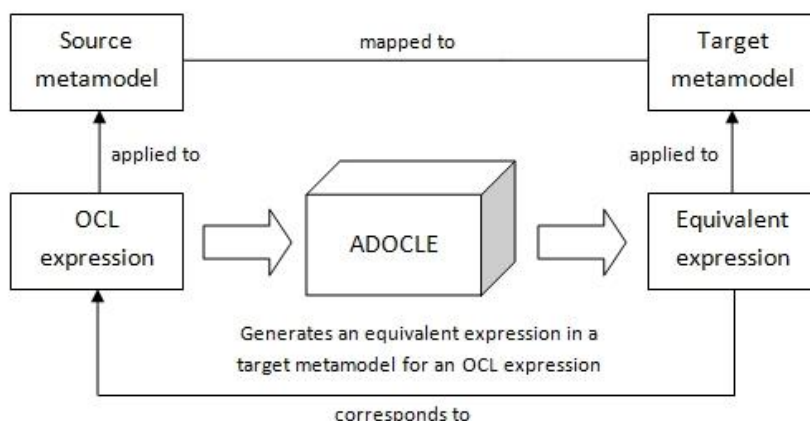 Source
metamodel
mapped to
Target
metamodel
applied to
applied to
OCL
expression
ADOCLE
Equivalent
expression
Generates an equivalent expression in a
target metamodel for an OCL expression
corresponds to